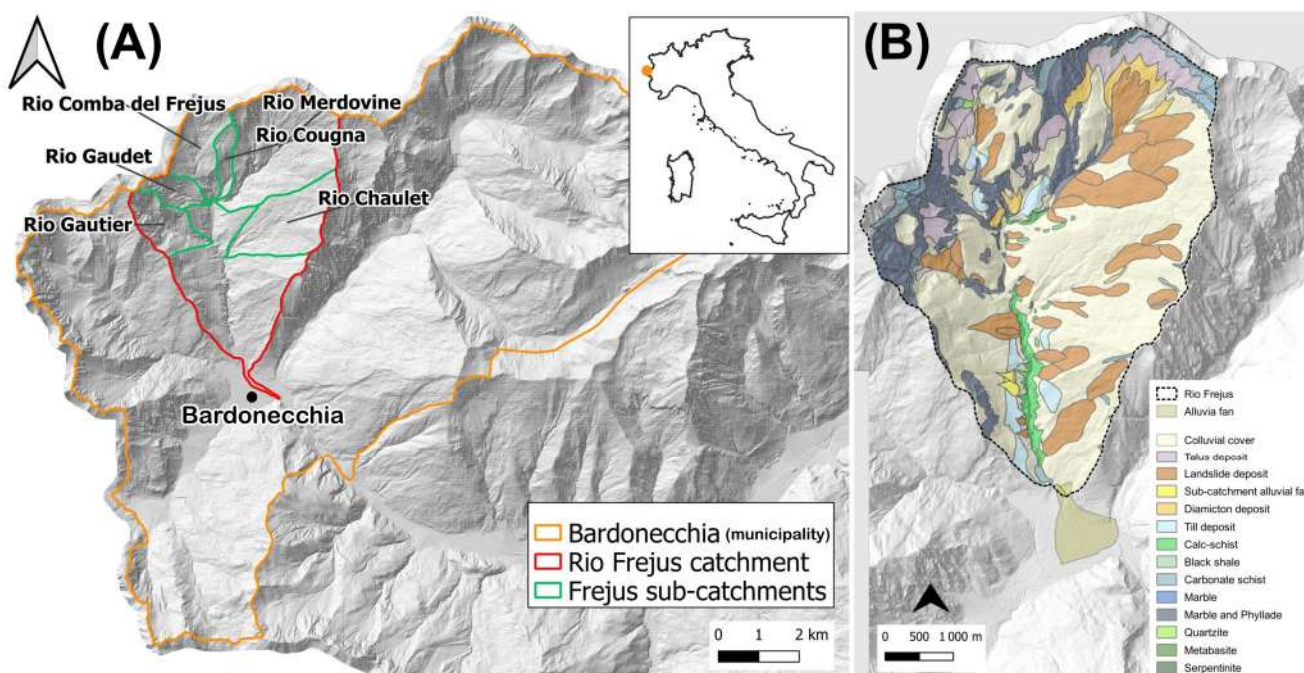 (A)
Rio Comba del Frejus
Rio Merdovine
Rio Cougna
Rio Gaudet
Rio Chaulet
Rio Gautier
Bardonecchia
Bardonecchia (municipality)
Rio Frejus catchment
Frejus sub-catchments
0 1 2 km
(B)
Rio Frejus
Alluvia fan
Colluvial cover
Talus deposit
Landslide deposit
Sub-catchment alluvial fa
Diamicton deposit
Till deposit
Calc-schist
Black shale
Carbonate schist
Marble
Marble and Phyllade
Quartzite
Metabasite
Serpentinite
0 500 1 000 m